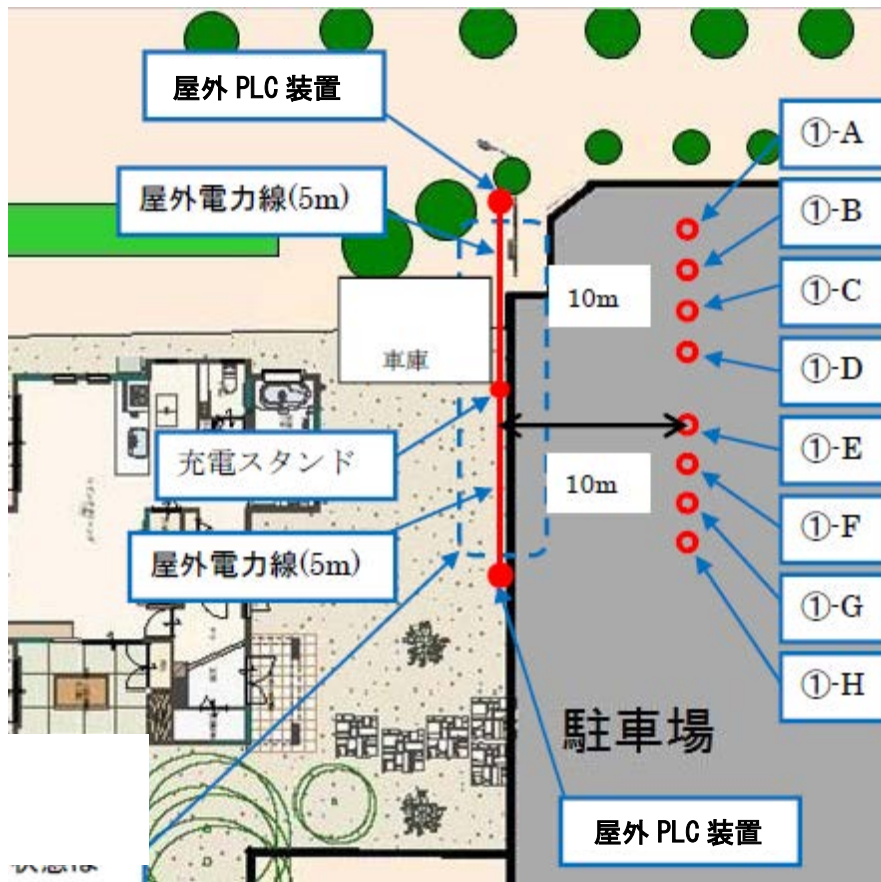 屋外 PLC 装置
①-A
屋外電力線(5m)
①-B
10m
①-C
車庫
①-D
充電スタンド
①-E
10m
①-F
屋外電力線(5m)
①-G
①-H
駐車場
屋外 PLC 装置